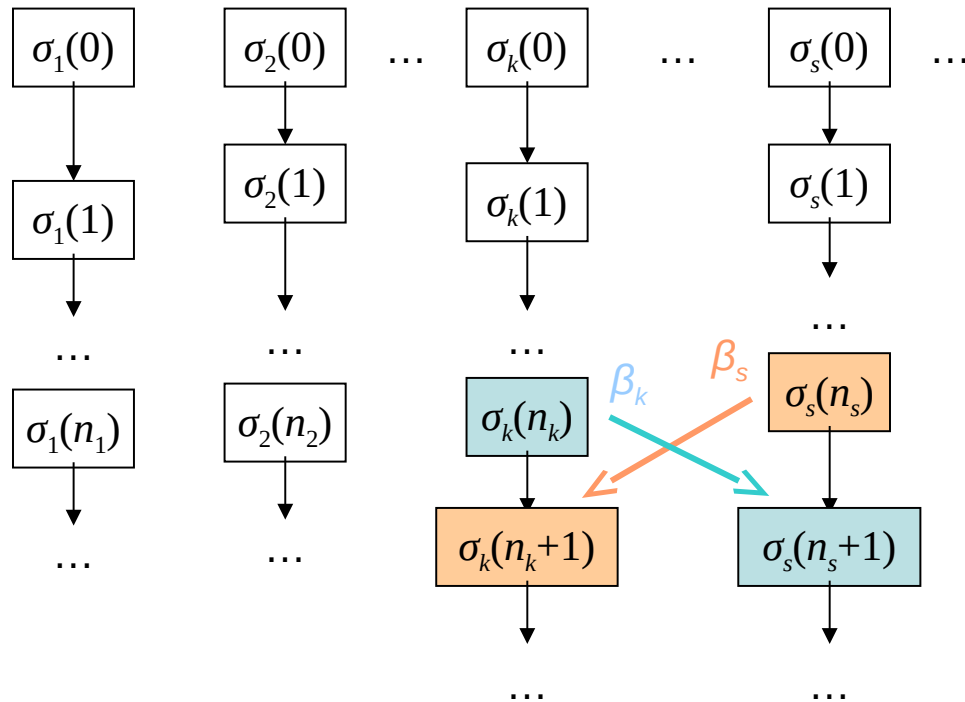 σ₁(0) σ₂(0) ... σₖ(0) ... σₛ(0) ...
σ₁(1) σ₂(1) σₖ(1) σₛ(1)
... ... ... ...
βₖ βₛ
σ₁(n₁) σ₂(n₂) σₖ(nₖ) σₛ(nₛ)
... ... σₖ(nₖ+1) σₛ(nₛ+1)
... ...